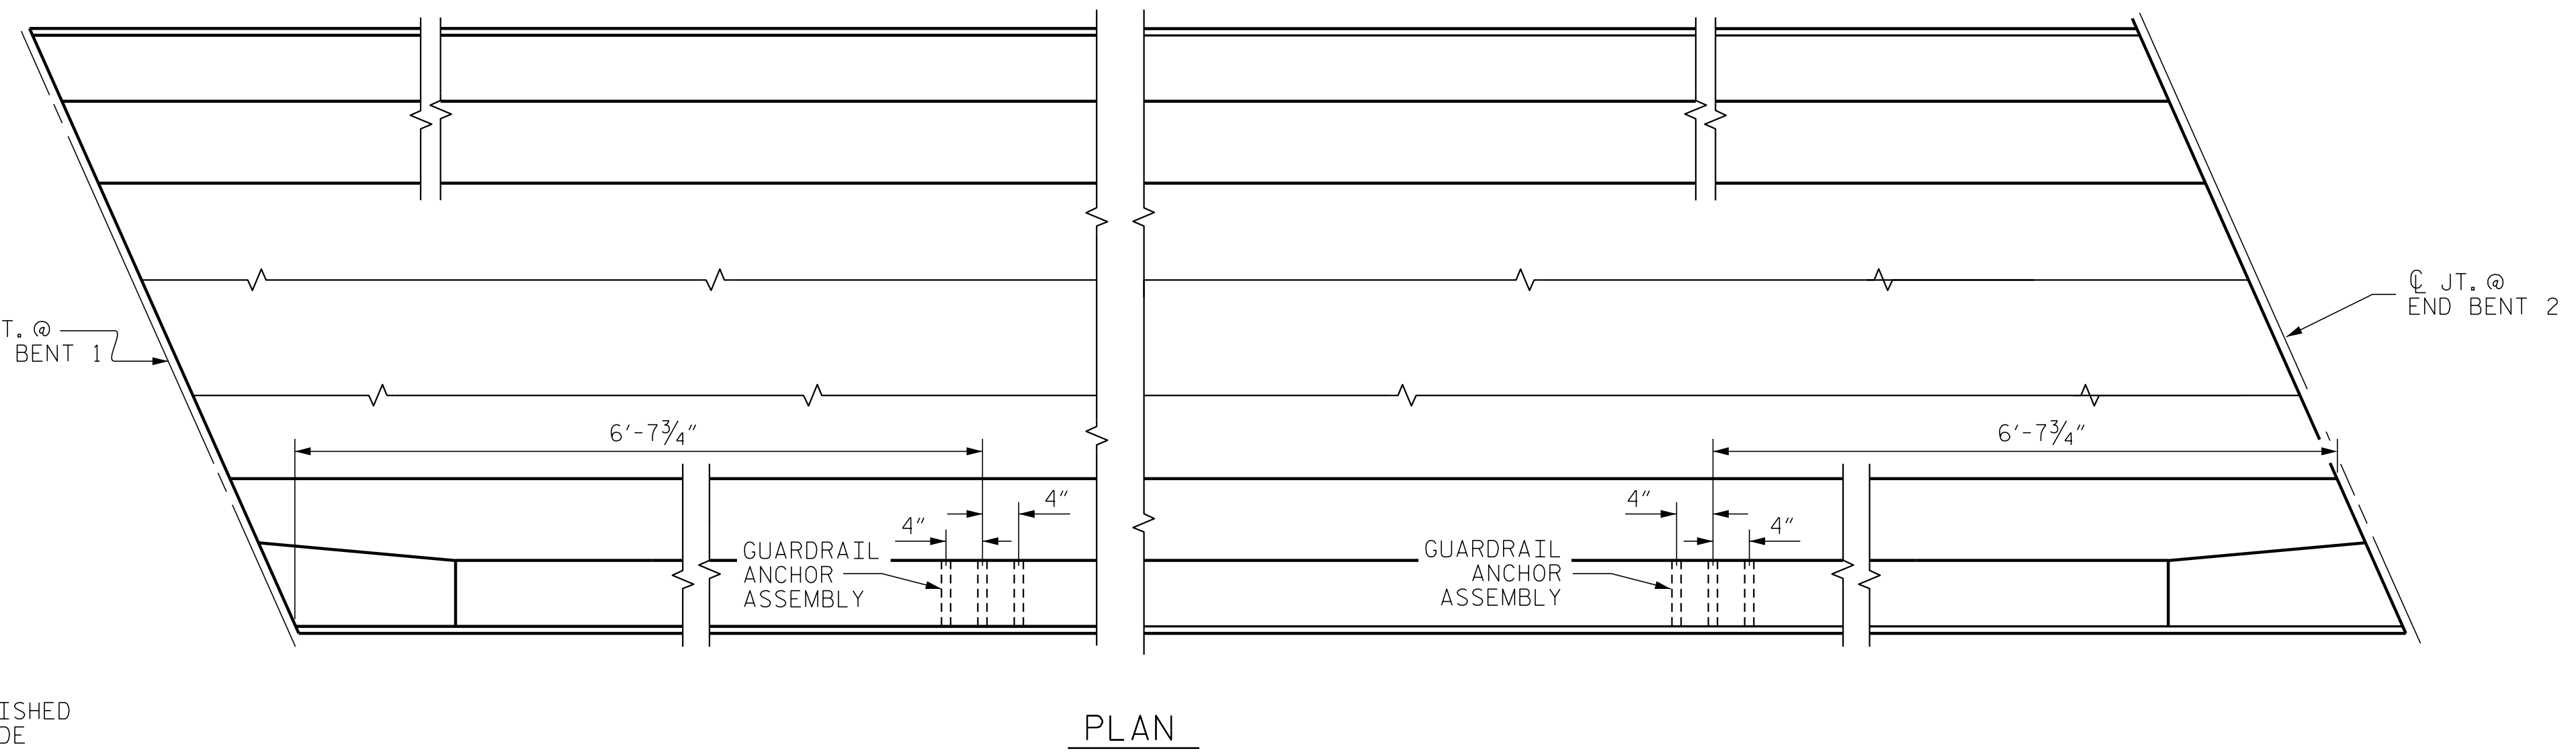 ℄ JT. @
END BENT 2
T. @
BENT 1
6'-7¾"
6'-7¾"
4"
4"
4"
4"
GUARDRAIL
ANCHOR
ASSEMBLY
GUARDRAIL
ANCHOR
ASSEMBLY
ISHED
DE
PLAN